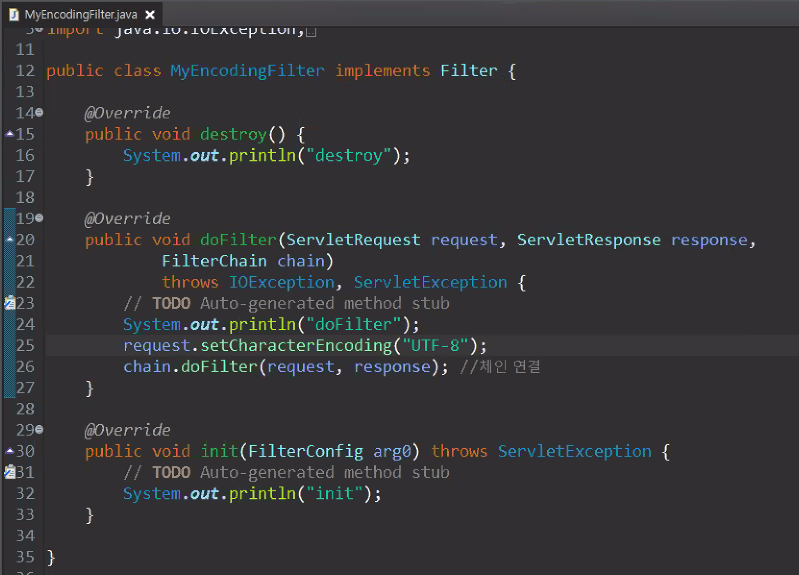 MyEncodingFilter.java
import java.io.IOException;
11
12 public class MyEncodingFilter implements Filter {
13
14 @Override
15 public void destroy() {
16 System.out.println("destroy");
17 }
18
19 @Override
20 public void doFilter(ServletRequest request, ServletResponse response,
21 FilterChain chain)
22 throws IOException, ServletException {
23 // TODO Auto-generated method stub
24 System.out.println("doFilter");
25 request.setCharacterEncoding("UTF-8");
26 chain.doFilter(request, response); //체인 연결
27 }
28
29 @Override
30 public void init(FilterConfig arg0) throws ServletException {
31 // TODO Auto-generated method stub
32 System.out.println("init");
33 }
34
35 }